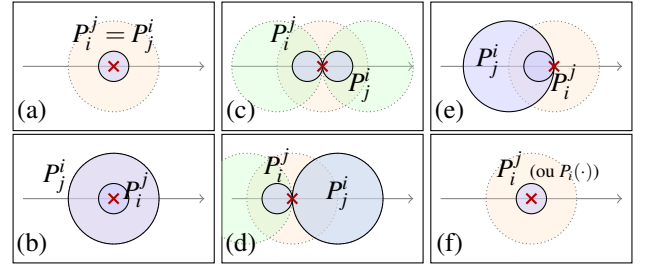 P_i^j = P_j^i
(a)
P_i^j
P_j^i
(c)
P_j^i
P_i^j
(e)
P_j^i
P_i^j
(b)
P_i^j
P_j^i
(d)
P_i^j (ou P_i(·))
(f)